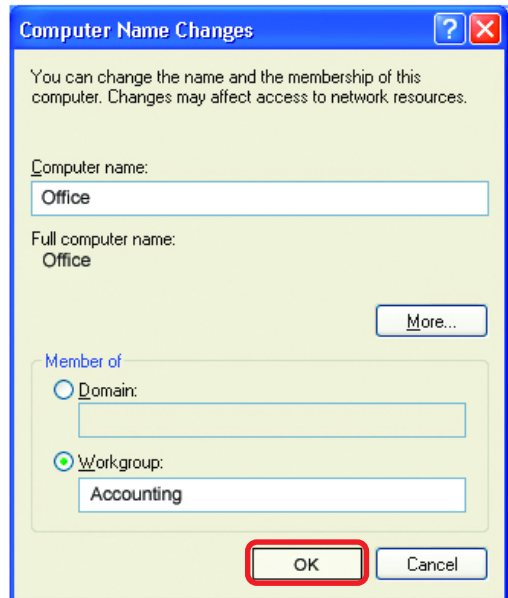 Computer Name Changes
You can change the name and the membership of this
computer. Changes may affect access to network resources.
Computer name:
Office
Full computer name:
Office
More...
Member of
Domain:
Workgroup:
Accounting
OK Cancel